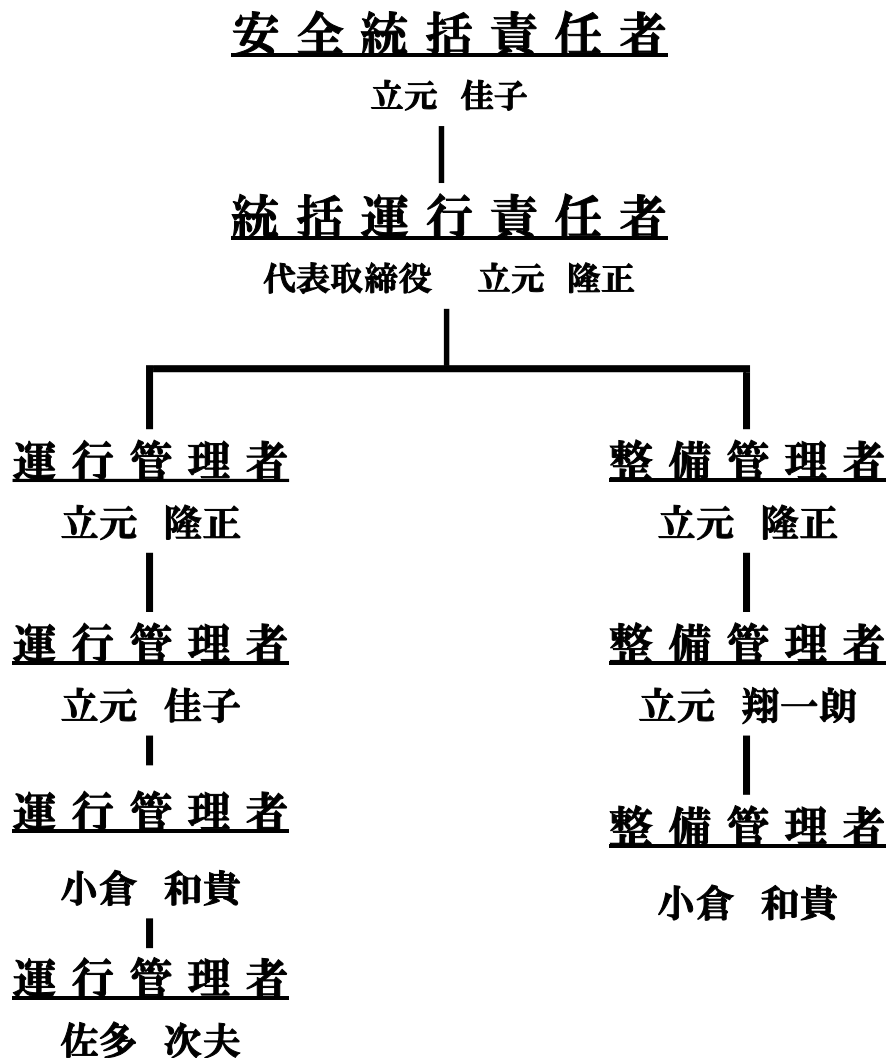 安全統括責任者
立元 佳子
統括運行責任者
代表取締役 立元 隆正
運行管理者
立元 隆正
運行管理者
立元 佳子
運行管理者
小倉 和貴
運行管理者
佐多 次夫
整備管理者
立元 隆正
整備管理者
立元 翔一朗
整備管理者
小倉 和貴